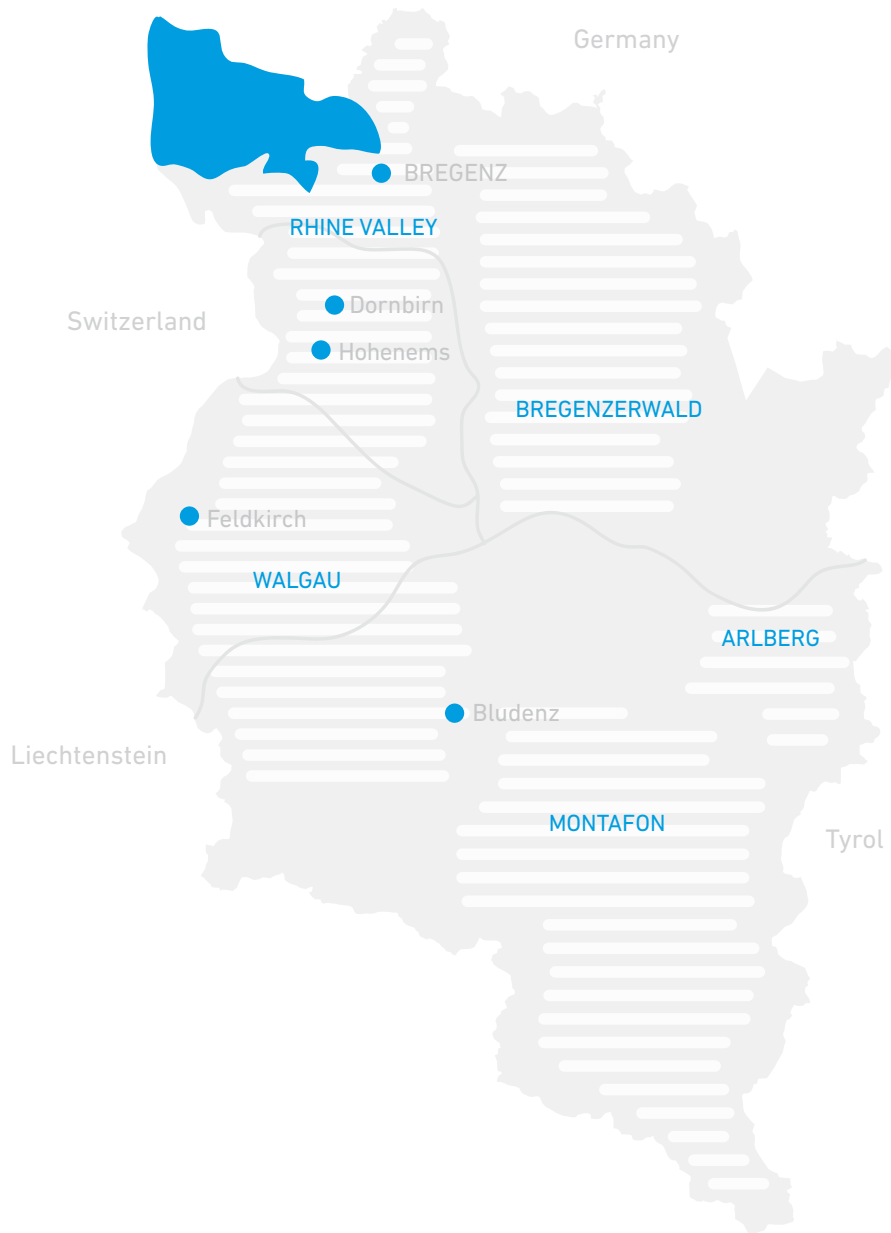 Germany
BREGENZ
RHINE VALLEY
Dornbirn
Switzerland
Hohenems
BREGENZERWALD
Feldkirch
WALGAU
ARLBERG
Bludenz
Liechtenstein
MONTAFON
Tyrol